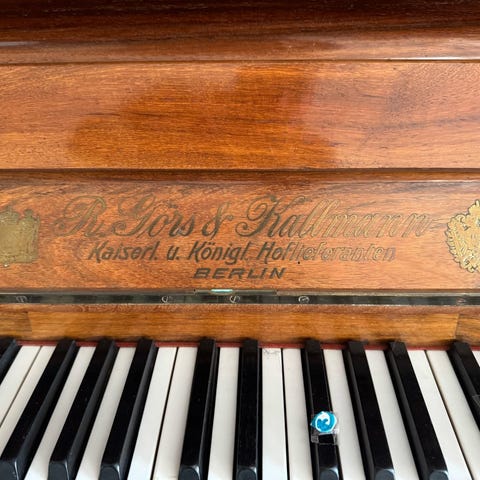 R. Görs & Kallmann
Kaiserl. u. Königl. Hoflieferanten
BERLIN